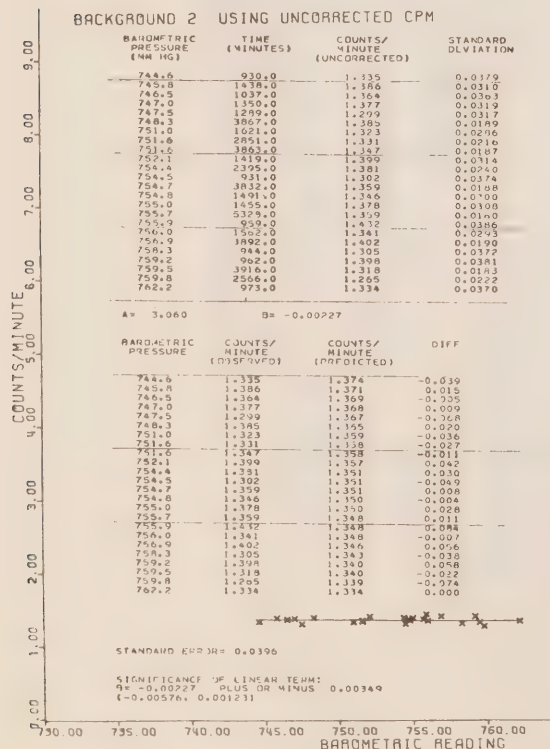 BACKGROUND 2 USING UNCORRECTED CPM
BAROMETRIC TIME COUNTS/ STANDARD
PRESSURE (MINUTES) MINUTE DEVIATION
(MM HG) (UNCORRECTED)
744.6 930.0 1.335 0.0379
745.8 1438.0 1.386 0.0310
746.5 1037.0 1.364 0.0363
747.0 1350.0 1.377 0.0319
747.5 1289.0 1.299 0.0317
748.3 3867.0 1.385 0.0189
751.0 1621.0 1.323 0.0296
751.6 2851.0 1.331 0.0216
751.6 3863.0 1.347 0.0187
752.1 1419.0 1.399 0.0314
754.4 2395.0 1.381 0.0240
754.5 931.0 1.302 0.0374
754.7 3832.0 1.359 0.0188
754.8 1491.0 1.346 0.0300
755.0 1455.0 1.378 0.0308
755.7 5329.0 1.359 0.0160
755.9 959.0 1.432 0.0386
756.0 1562.0 1.341 0.0293
756.9 3892.0 1.402 0.0190
758.3 944.0 1.305 0.0372
759.2 962.0 1.398 0.0381
759.5 3916.0 1.318 0.0183
759.8 2566.0 1.265 0.0222
762.2 973.0 1.334 0.0370
A= 3.060 B= -0.00227
BAROMETRIC COUNTS/ COUNTS/ DIFF
PRESSURE MINUTE MINUTE
(OBSERVED) (PREDICTED)
744.6 1.335 1.374 -0.039
745.8 1.386 1.371 0.015
746.5 1.364 1.369 -0.005
747.0 1.377 1.368 0.009
747.5 1.299 1.367 -0.068
748.3 1.385 1.365 0.020
751.0 1.323 1.359 -0.036
751.6 1.331 1.358 -0.027
751.6 1.347 1.358 -0.011
752.1 1.399 1.357 0.042
754.4 1.381 1.351 0.030
754.5 1.302 1.351 -0.049
754.7 1.359 1.351 0.008
754.8 1.346 1.350 -0.004
755.0 1.378 1.350 0.028
755.7 1.359 1.348 0.011
755.9 1.432 1.348 0.084
756.0 1.341 1.348 -0.007
756.9 1.402 1.346 0.056
758.3 1.305 1.343 -0.038
759.2 1.398 1.340 0.058
759.5 1.318 1.340 -0.022
759.8 1.265 1.339 -0.074
762.2 1.334 1.334 0.000
STANDARD ERROR= 0.0396
SIGNIFICANCE OF LINEAR TERM:
B= -0.00227 PLUS OR MINUS 0.00349
(-0.00576, 0.00123)
COUNTS/MINUTE
9.00
8.00
7.00
6.00
5.00
4.00
3.00
2.00
1.00
0.00
730.00 735.00 740.00 745.00 750.00 755.00 760.00
BAROMETRIC READING